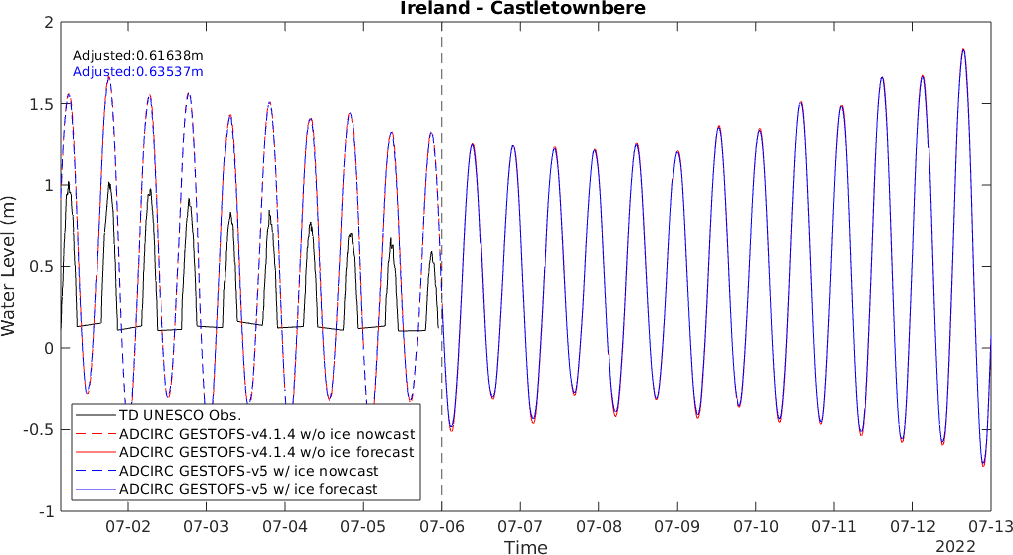 Ireland - Castletownbere
Adjusted:0.61638m
Adjusted:0.63537m
Water Level (m)
2
1.5
1
0.5
0
-0.5
-1
TD UNESCO Obs.
ADCIRC GESTOFS-v4.1.4 w/o ice nowcast
ADCIRC GESTOFS-v4.1.4 w/o ice forecast
ADCIRC GESTOFS-v5 w/ ice nowcast
ADCIRC GESTOFS-v5 w/ ice forecast
07-02 07-03 07-04 07-05 07-06 07-07 07-08 07-09 07-10 07-11 07-12 07-13
Time
2022